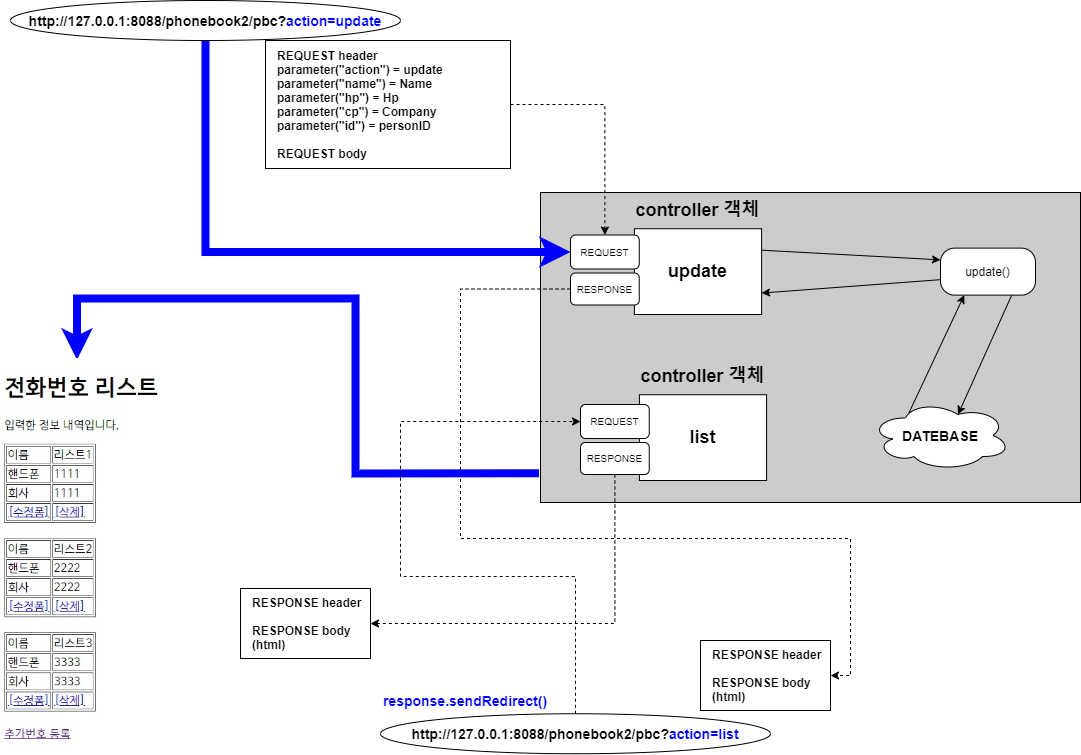 http://127.0.0.1:8088/phonebook2/pbc?action=update
REQUEST header
parameter("action") = update
parameter("name") = Name
parameter("hp") = Hp
parameter("cp") = Company
parameter("id") = personID
REQUEST body
controller 객체
REQUEST
update
RESPONSE
update()
controller 객체
REQUEST
list
RESPONSE
DATEBASE
전화번호 리스트
입력한 정보 내역입니다.
이름 리스트1
핸드폰 1111
회사 1111
[수정폼] [삭제]
이름 리스트2
핸드폰 2222
회사 2222
[수정폼] [삭제]
이름 리스트3
핸드폰 3333
회사 3333
[수정폼] [삭제]
추가번호 등록
RESPONSE header
RESPONSE body
(html)
RESPONSE header
RESPONSE body
(html)
response.sendRedirect()
http://127.0.0.1:8088/phonebook2/pbc?action=list